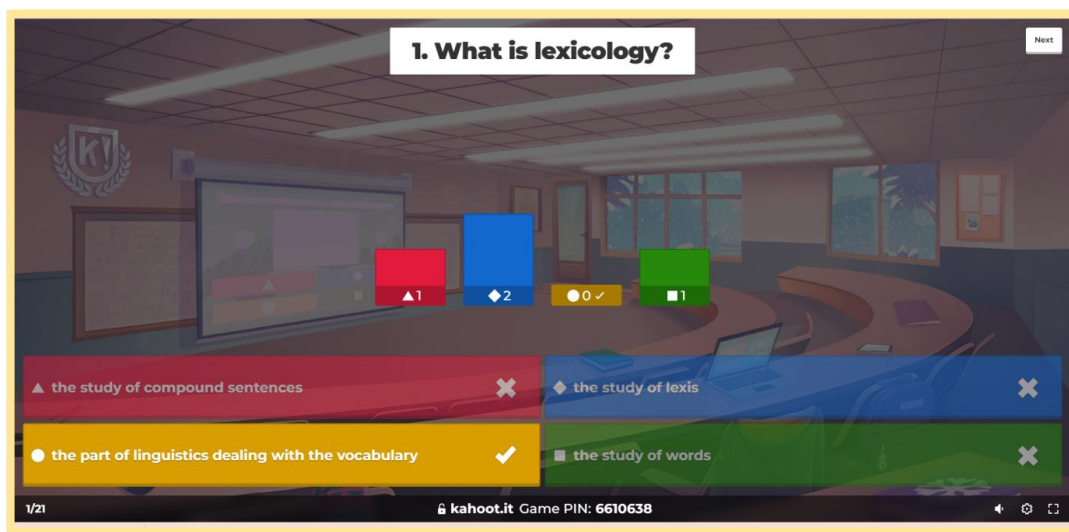 1. What is lexicology?
Next
K!
▲1
◆2
●0 ✓
■1
▲ the study of compound sentences ✖
◆ the study of lexis ✖
● the part of linguistics dealing with the vocabulary ✓
■ the study of words ✖
1/21
kahoot.it Game PIN: 6610638